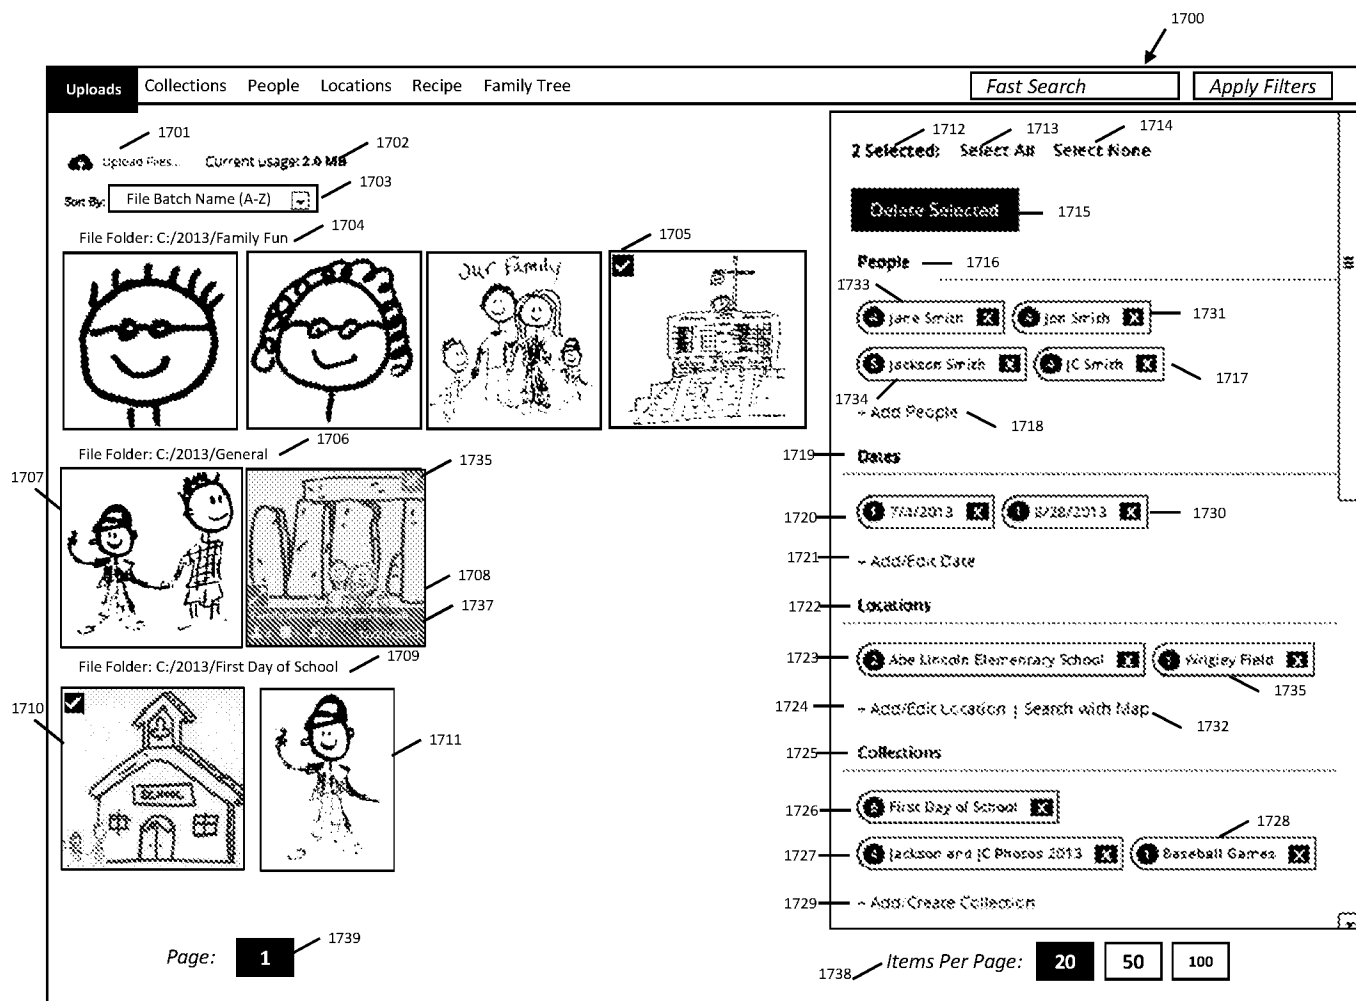 1700
Uploads Collections People Locations Recipe Family Tree Fast Search Apply Filters
1701
Upload Files... Current Usage: 2.0 MB 1702
Sort By: File Batch Name (A-Z) 1703
File Folder: C:/2013/Family Fun 1704
1705
Our Family
File Folder: C:/2013/General 1706
1707
1735
1708
1737
File Folder: C:/2013/First Day of School 1709
1710
SCHOOL
1711
Page: 1 1739
1712 1713 1714
2 Selected: Select All Select None
Delete Selected 1715
People 1716
1733
Jane Smith X Jon Smith X 1731
Jackson Smith X JC Smith X 1717
1734
+ Add People 1718
1719 Dates
1720 1 7/4/2013 X 1 8/28/2013 X 1730
1721 + Add/Edit Date
1722 Locations
1723 2 Abe Lincoln Elementary School X 1 Wrigley Field X
1735
1724 + Add/Edit Location | Search with Map 1732
1725 Collections
1726 First Day of School X
1728
1727 Jackson and JC Photos 2013 X 1 Baseball Games X
1729 + Add/Create Collection
1738 Items Per Page: 20 50 100